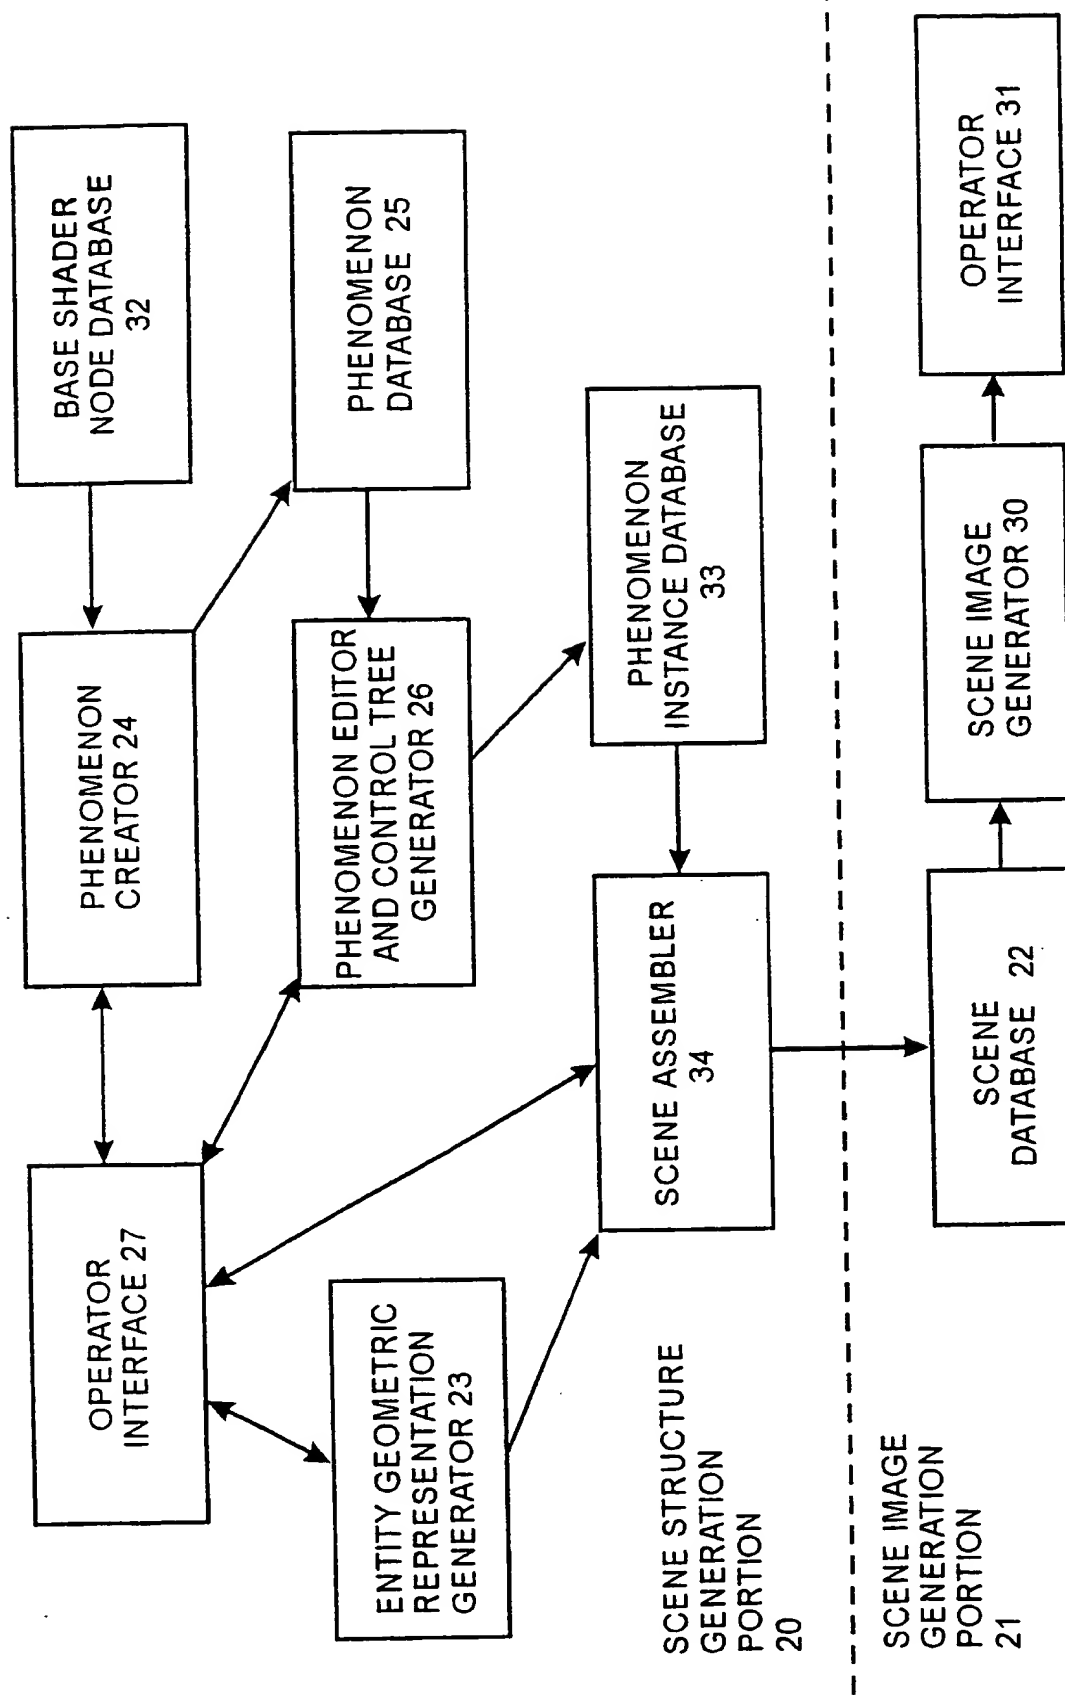 OPERATOR
INTERFACE 27
PHENOMENON
CREATOR 24
BASE SHADER
NODE DATABASE
32
ENTITY GEOMETRIC
REPRESENTATION
GENERATOR 23
PHENOMENON EDITOR
AND CONTROL TREE
GENERATOR 26
PHENOMENON
DATABASE 25
SCENE ASSEMBLER
34
PHENOMENON
INSTANCE DATABASE
33
SCENE STRUCTURE
GENERATION
PORTION
20
SCENE IMAGE
GENERATION
PORTION
21
SCENE
DATABASE 22
SCENE IMAGE
GENERATOR 30
OPERATOR
INTERFACE 31